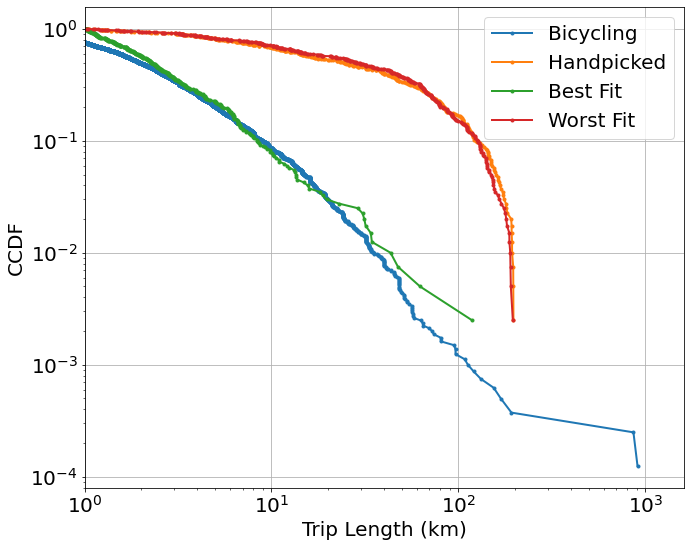 Bicycling
Handpicked
Best Fit
Worst Fit
10⁰
10⁻¹
10⁻²
10⁻³
10⁻⁴
CCDF
10⁰ 10¹ 10² 10³
Trip Length (km)